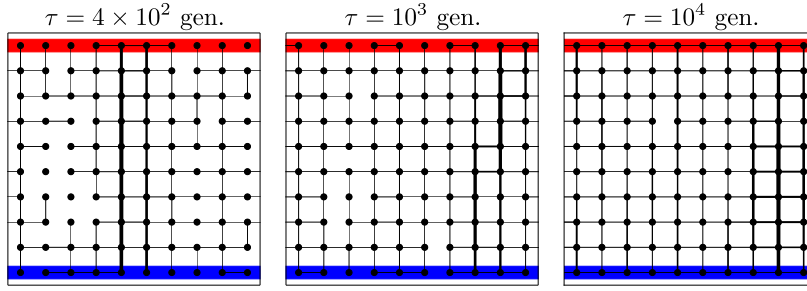 τ = 4 × 10² gen.
τ = 10³ gen.
τ = 10⁴ gen.